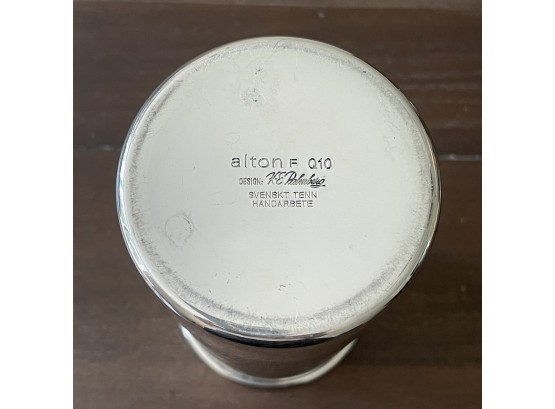 alton F Q10
DESIGN: K-E Palmberg
SVENSKT TENN
HANDARBETE